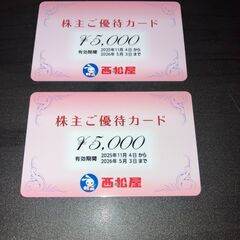 株主ご優待カード
¥5,000
有効期間
2025年11月 4日 から
2026年 5月 3日 まで
西松屋
株主ご優待カード
¥5,000
有効期間
2025年11月 4日 から
2026年 5月 3日 まで
西松屋